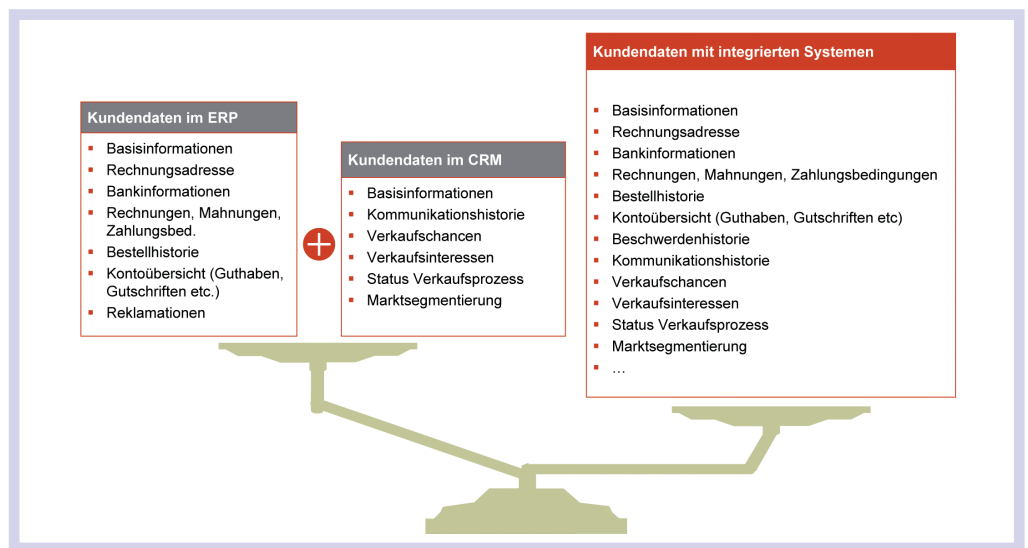 Kundendaten im ERP
▪ Basisinformationen
▪ Rechnungsadresse
▪ Bankinformationen
▪ Rechnungen, Mahnungen,
Zahlungsbed.
▪ Bestellhistorie
▪ Kontoübersicht (Guthaben,
Gutschriften etc.)
▪ Reklamationen
Kundendaten im CRM
▪ Basisinformationen
▪ Kommunikationshistorie
▪ Verkaufschancen
▪ Verkaufsinteressen
▪ Status Verkaufsprozess
▪ Marktsegmentierung
Kundendaten mit integrierten Systemen
▪ Basisinformationen
▪ Rechnungsadresse
▪ Bankinformationen
▪ Rechnungen, Mahnungen, Zahlungsbedingungen
▪ Bestellhistorie
▪ Kontoübersicht (Guthaben, Gutschriften etc)
▪ Beschwerdenhistorie
▪ Kommunikationshistorie
▪ Verkaufschancen
▪ Verkaufsinteressen
▪ Status Verkaufsprozess
▪ Marktsegmentierung
▪ …